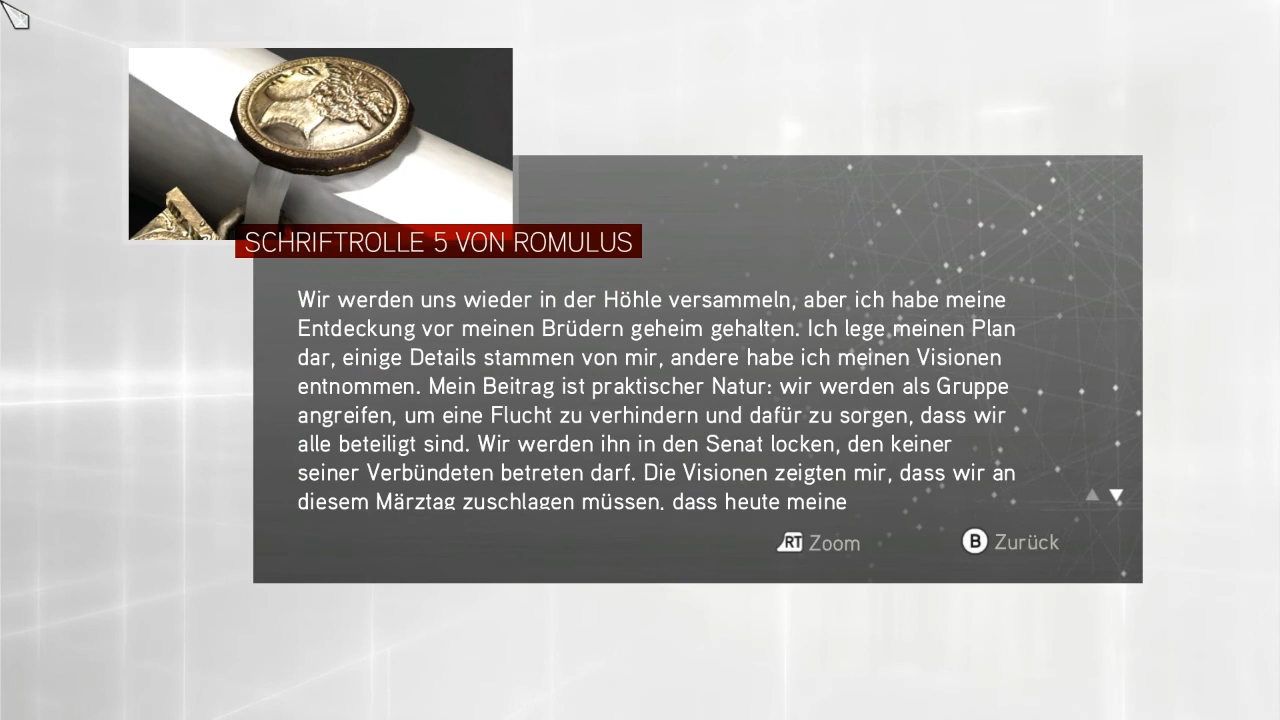 SCHRIFTROLLE 5 VON ROMULUS
Wir werden uns wieder in der Höhle versammeln, aber ich habe meine
Entdeckung vor meinen Brüdern geheim gehalten. Ich lege meinen Plan
dar, einige Details stammen von mir, andere habe ich meinen Visionen
entnommen. Mein Beitrag ist praktischer Natur: wir werden als Gruppe
angreifen, um eine Flucht zu verhindern und dafür zu sorgen, dass wir
alle beteiligt sind. Wir werden ihn in den Senat locken, den keiner
seiner Verbündeten betreten darf. Die Visionen zeigten mir, dass wir an
diesem Märztag zuschlagen müssen, dass heute meine
RT Zoom
B Zurück